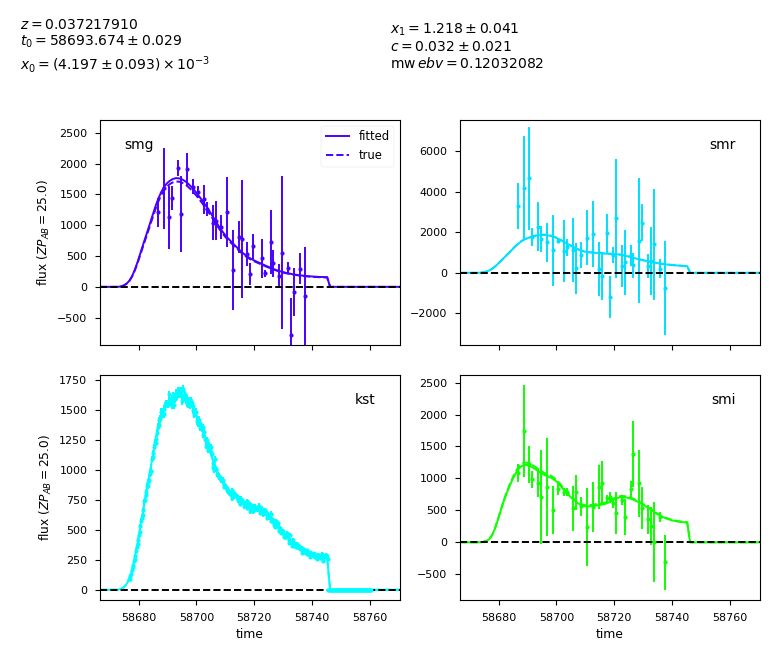 z = 0.037217910
t₀ = 58693.674 ± 0.029
x₀ = (4.197 ± 0.093) × 10⁻³
x₁ = 1.218 ± 0.041
c = 0.032 ± 0.021
mw ebv = 0.12032082
smg
fitted
true
2500
2000
1500
1000
500
0
−500
flux (ZP_AB = 25.0)
smr
6000
4000
2000
0
−2000
kst
1750
1500
1250
1000
750
500
250
0
flux (ZP_AB = 25.0)
58680 58700 58720 58740 58760
time
smi
2500
2000
1500
1000
500
0
−500
58680 58700 58720 58740 58760
time